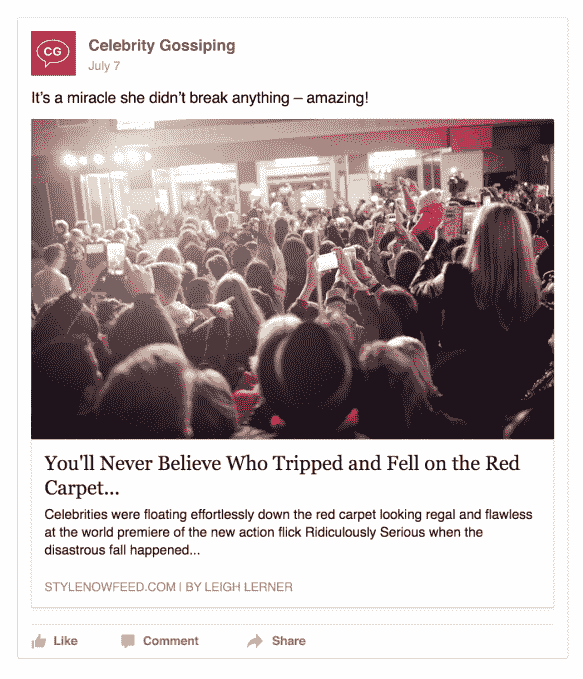 CG
Celebrity Gossiping
July 7
It's a miracle she didn't break anything – amazing!
You'll Never Believe Who Tripped and Fell on the Red
Carpet...
Celebrities were floating effortlessly down the red carpet looking regal and flawless
at the world premiere of the new action flick Ridiculously Serious when the
disastrous fall happened...
STYLENOWFEED.COM | BY LEIGH LERNER
Like Comment Share